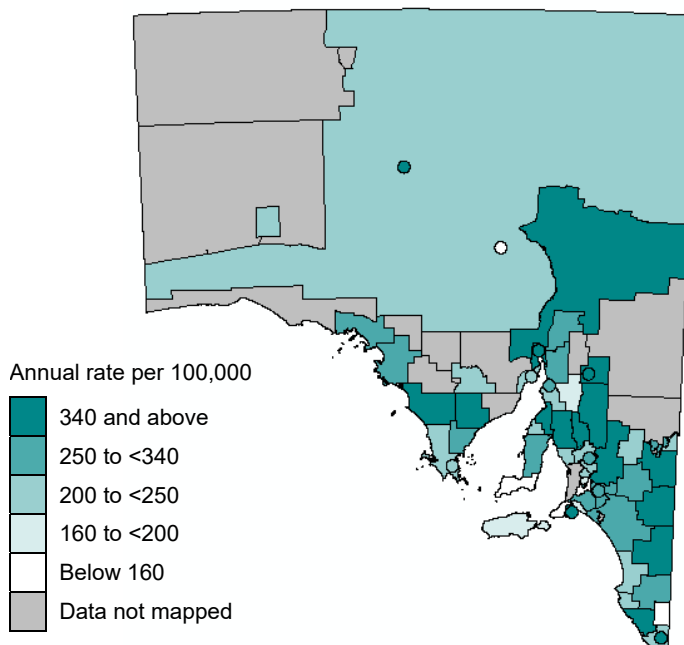 Annual rate per 100,000
340 and above
250 to <340
200 to <250
160 to <200
Below 160
Data not mapped